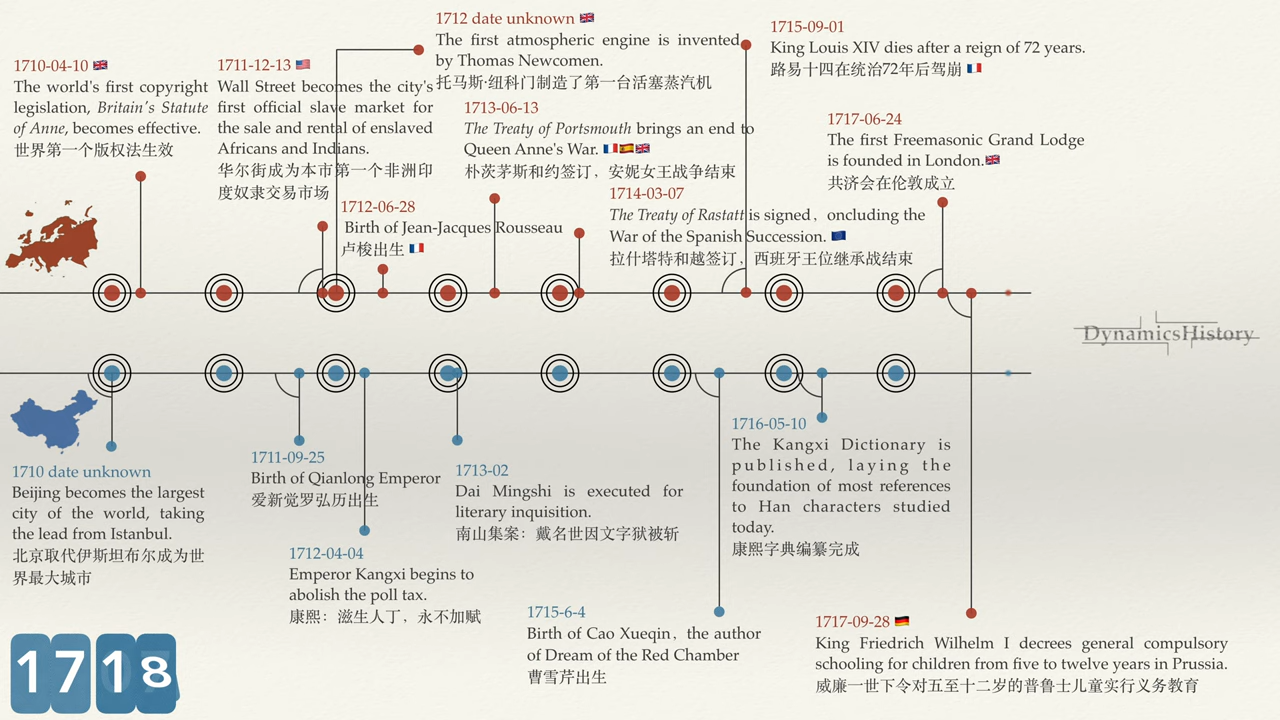 1710-04-10
The world's first copyright
legislation, Britain's Statute
of Anne, becomes effective.
世界第一个版权法生效
1711-12-13
Wall Street becomes the city's
first official slave market for
the sale and rental of enslaved
Africans and Indians.
华尔街成为本市第一个非洲印
度奴隶交易市场
1712 date unknown
The first atmospheric engine is invented
by Thomas Newcomen.
托马斯·纽科门制造了第一台活塞蒸汽机
1712-06-28
Birth of Jean-Jacques Rousseau
卢梭出生
1713-06-13
The Treaty of Portsmouth brings an end to
Queen Anne's War.
朴茨茅斯和约签订，安妮女王战争结束
1714-03-07
The Treaty of Rastatt is signed, oncluding the
War of the Spanish Succession.
拉什塔特和越签订，西班牙王位继承战结束
1715-09-01
King Louis XIV dies after a reign of 72 years.
路易十四在统治72年后驾崩
1717-06-24
The first Freemasonic Grand Lodge
is founded in London.
共济会在伦敦成立
DynamicsHistory
1710 date unknown
Beijing becomes the largest
city of the world, taking
the lead from Istanbul.
北京取代伊斯坦布尔成为世
界最大城市
1711-09-25
Birth of Qianlong Emperor
爱新觉罗弘历出生
1712-04-04
Emperor Kangxi begins to
abolish the poll tax.
康熙：滋生人丁，永不加赋
1713-02
Dai Mingshi is executed for
literary inquisition.
南山集案：戴名世因文字狱被斩
1715-6-4
Birth of Cao Xueqin, the author
of Dream of the Red Chamber
曹雪芹出生
1716-05-10
The Kangxi Dictionary is
published, laying the
foundation of most references
to Han characters studied
today.
康熙字典编纂完成
1717-09-28
King Friedrich Wilhelm I decrees general compulsory
schooling for children from five to twelve years in Prussia.
威廉一世下令对五至十二岁的普鲁士儿童实行义务教育
1718